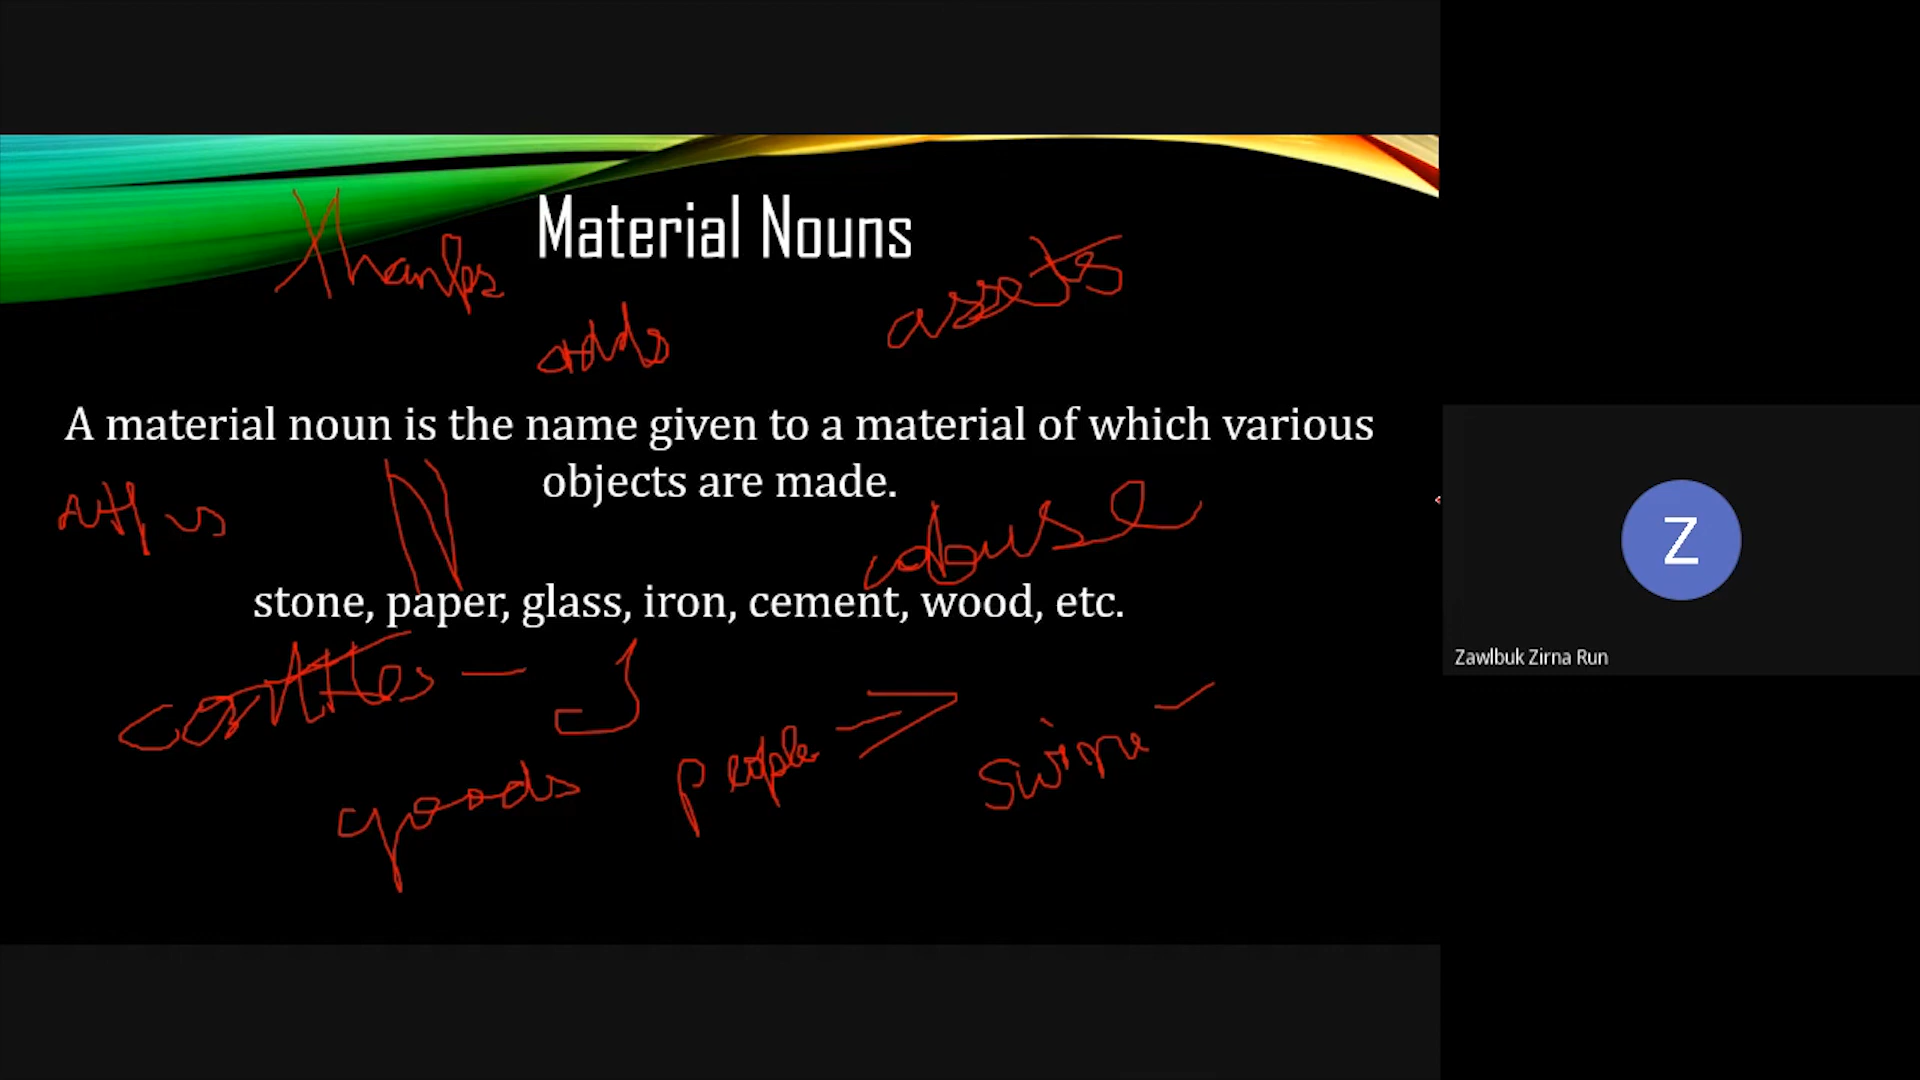 Material Nouns
Thanks
assets
odds
A material noun is the name given to a material of which various
objects are made.
N
stone, paper, glass, iron, cement, wood, etc.
cattles - J
goods
people ->
swine -
Z
Zawlbuk Zirna Run